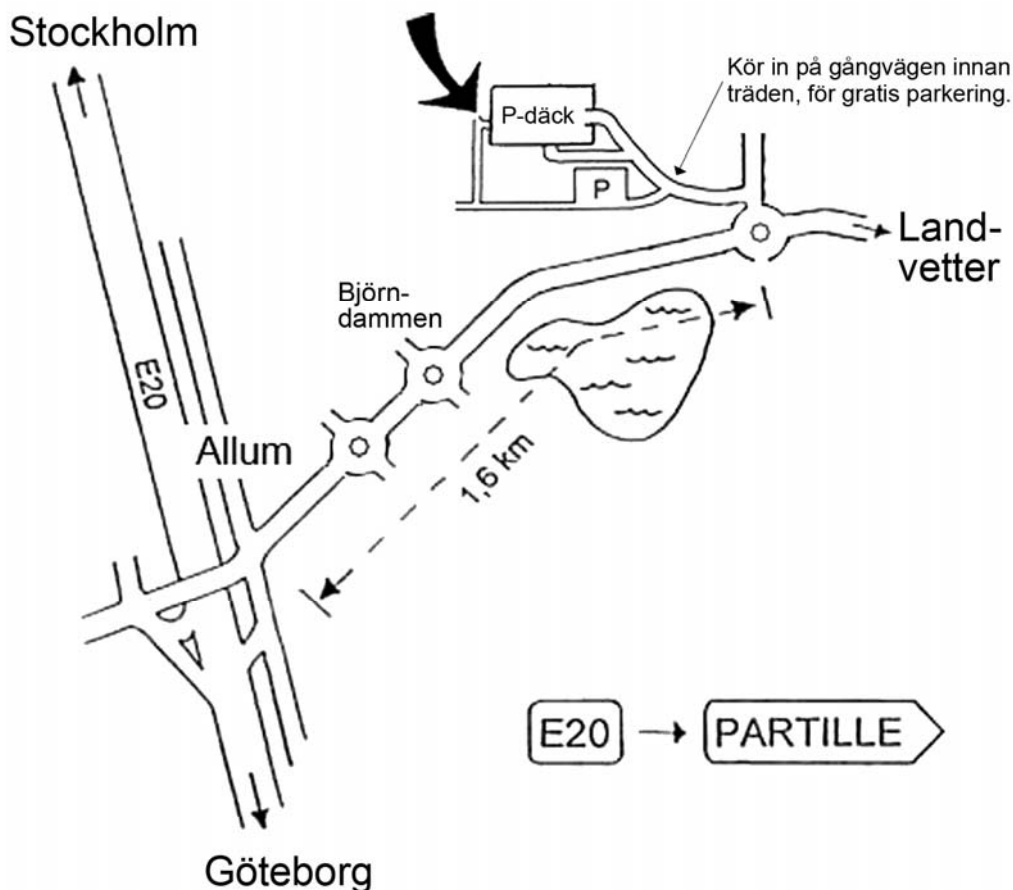 Stockholm
Kör in på gångvägen innan
träden, för gratis parkering.
P-däck
P
Land-
vetter
Björn-
dammen
E20
Allum
1,6 km
E20
PARTILLE
Göteborg